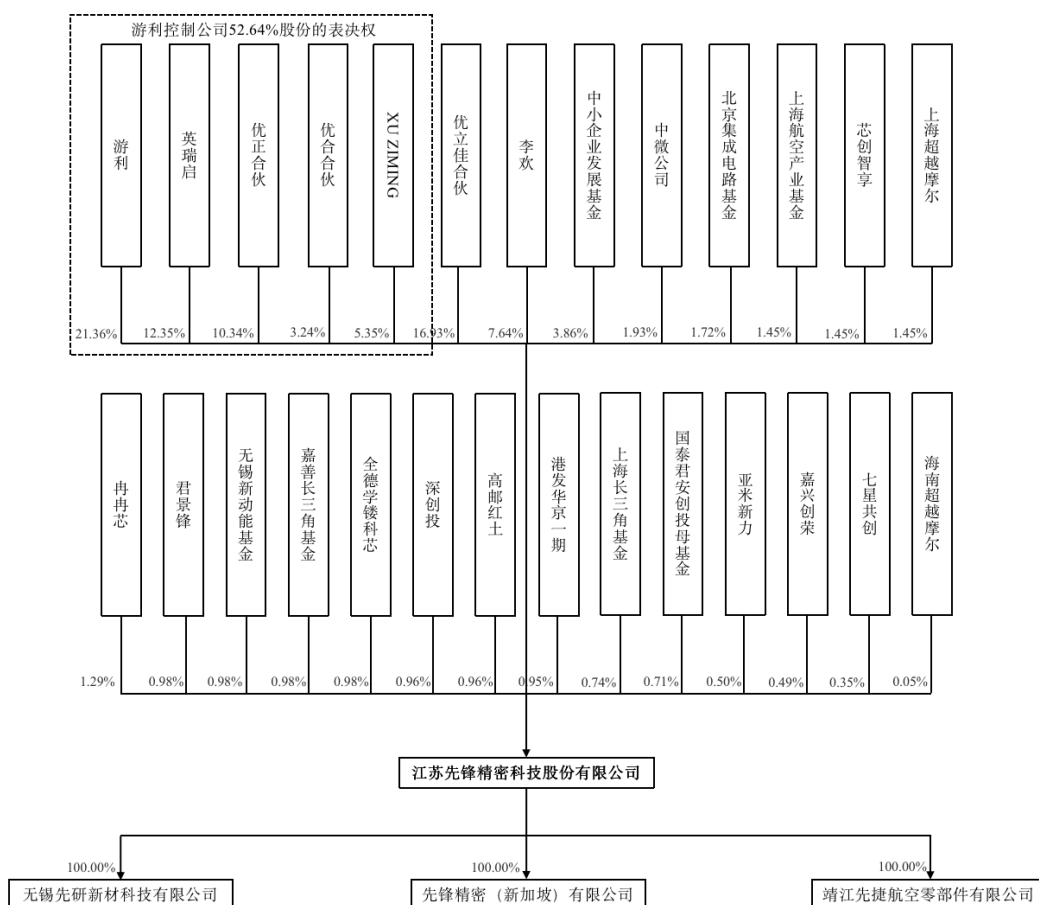 游利控制公司52.64%股份的表决权
游利
英瑞启
优正合伙
优合合伙
XU ZIMING
优立佳合伙
李欢
中小企业发展基金
中微公司
北京集成电路基金
上海航空产业基金
芯创智享
上海超越摩尔
21.36%
12.35%
10.34%
3.24%
5.35%
16.93%
7.64%
3.86%
1.93%
1.72%
1.45%
1.45%
1.45%
冉冉芯
君景锋
无锡新动能基金
嘉善长三角基金
全德学镂科芯
深创投
高邮红土
港发华京一期
上海长三角基金
国泰君安创投母基金
亚米新力
嘉兴创荣
七星共创
海南超越摩尔
1.29%
0.98%
0.98%
0.98%
0.98%
0.96%
0.96%
0.95%
0.74%
0.71%
0.50%
0.49%
0.35%
0.05%
江苏先锋精密科技股份有限公司
100.00%
100.00%
100.00%
无锡先研新材科技有限公司
先锋精密（新加坡）有限公司
靖江先捷航空零部件有限公司